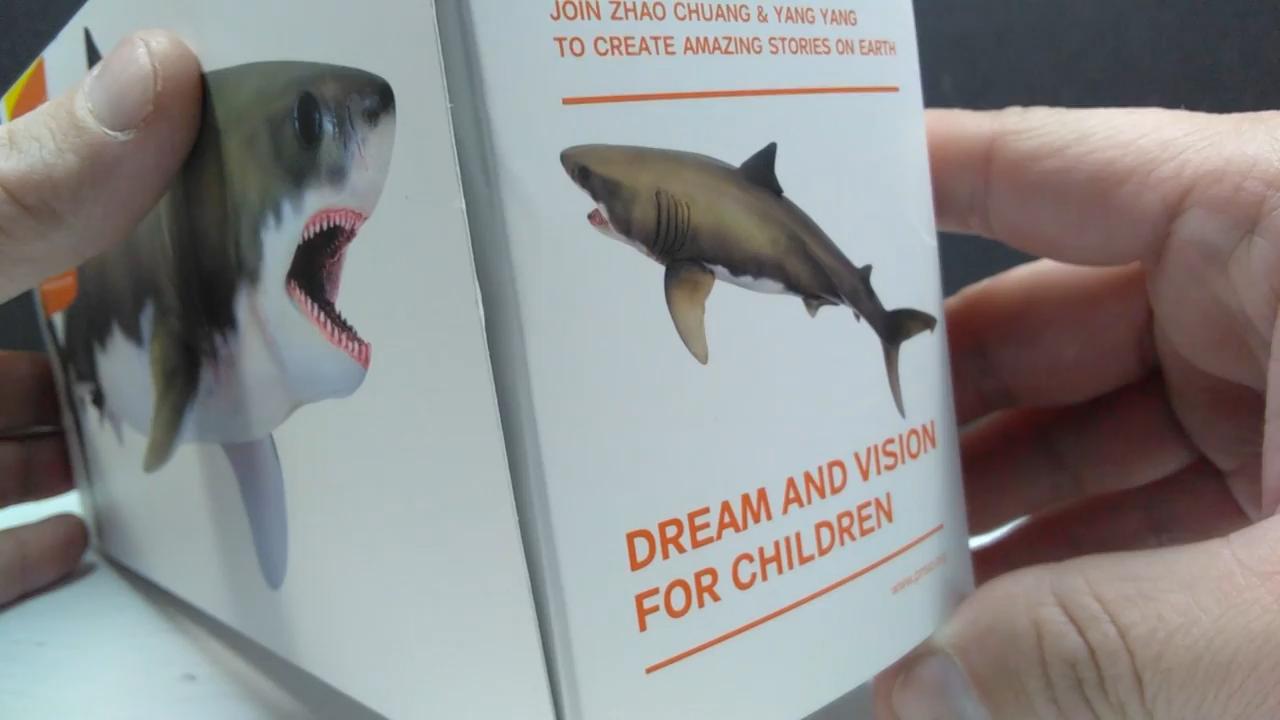 JOIN ZHAO CHUANG & YANG YANG
TO CREATE AMAZING STORIES ON EARTH
DREAM AND VISION
FOR CHILDREN